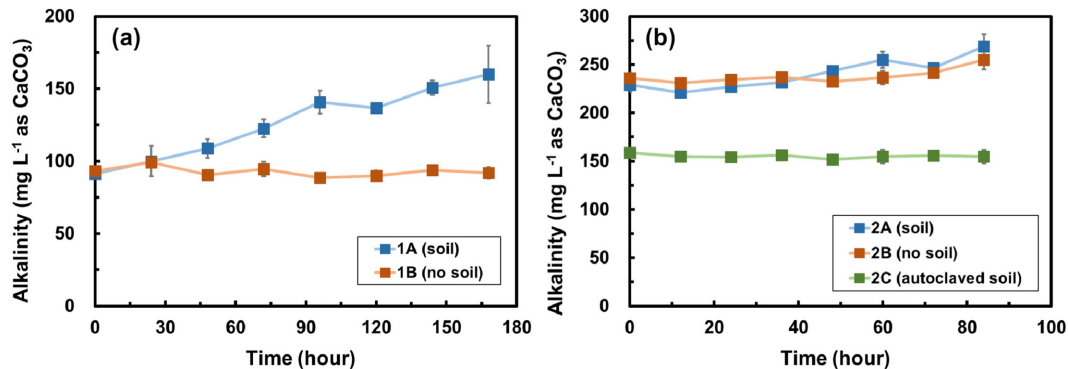 (a)
Alkalinity (mg L⁻¹ as CaCO₃)
200
150
100
50
0
0 30 60 90 120 150 180
Time (hour)
1A (soil)
1B (no soil)
(b)
Alkalinity (mg L⁻¹ as CaCO₃)
300
250
200
150
100
50
0
0 20 40 60 80 100
Time (hour)
2A (soil)
2B (no soil)
2C (autoclaved soil)